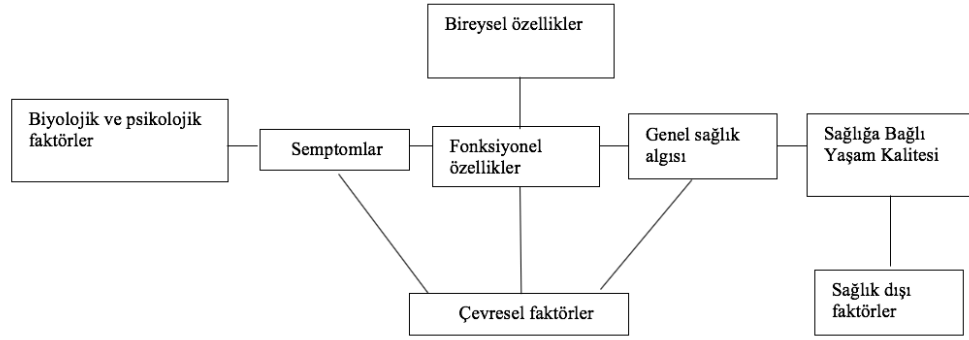 Bireysel özellikler
Biyolojik ve psikolojik
faktörler
Semptomlar
Fonksiyonel
özellikler
Genel sağlık
algısı
Sağlığa Bağlı
Yaşam Kalitesi
Çevresel faktörler
Sağlık dışı
faktörler